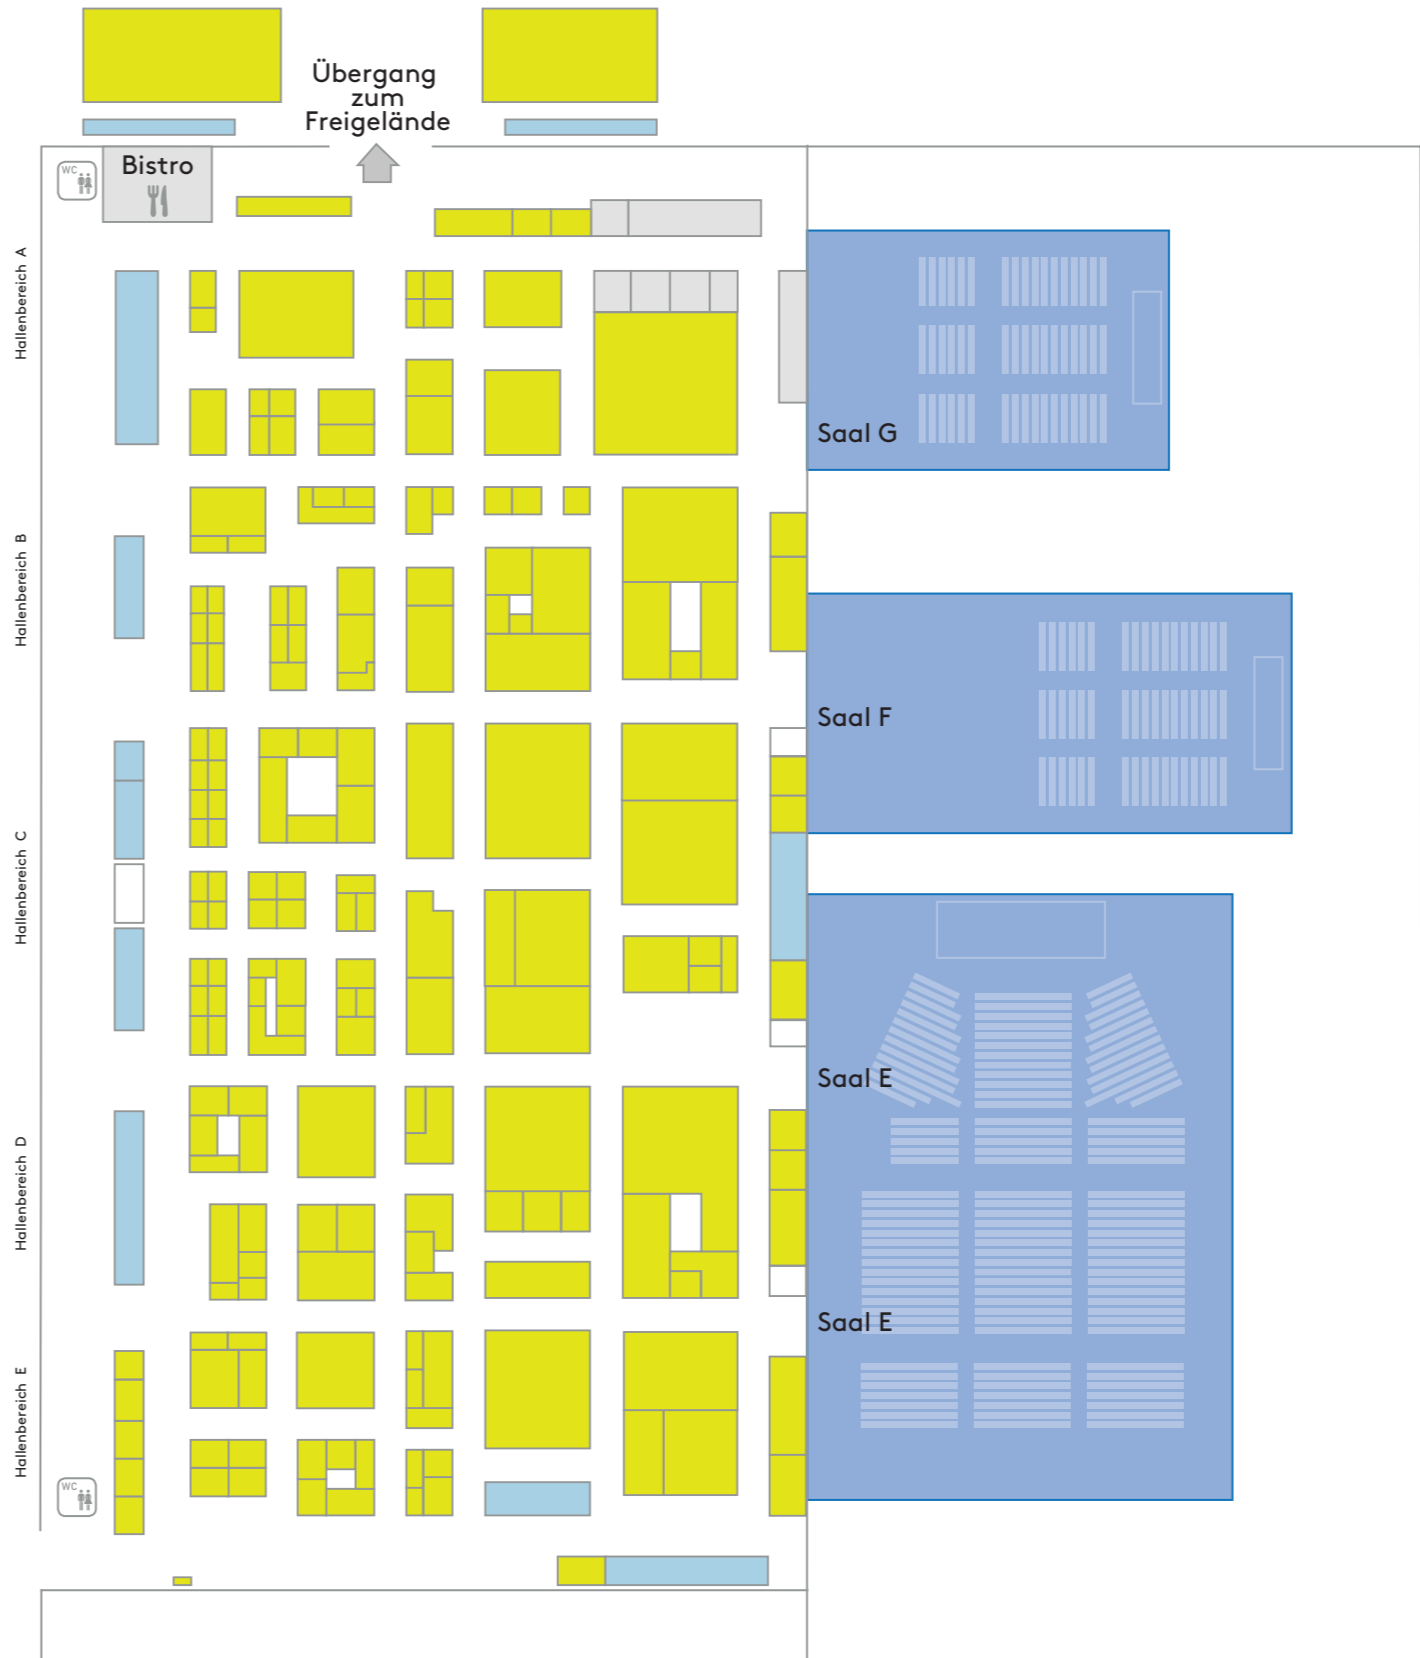 Übergang
zum
Freigelände
WC
Bistro
Hallenbereich A
Saal G
Hallenbereich B
Saal F
Hallenbereich C
Saal E
Hallenbereich D
Saal E
Hallenbereich E
WC